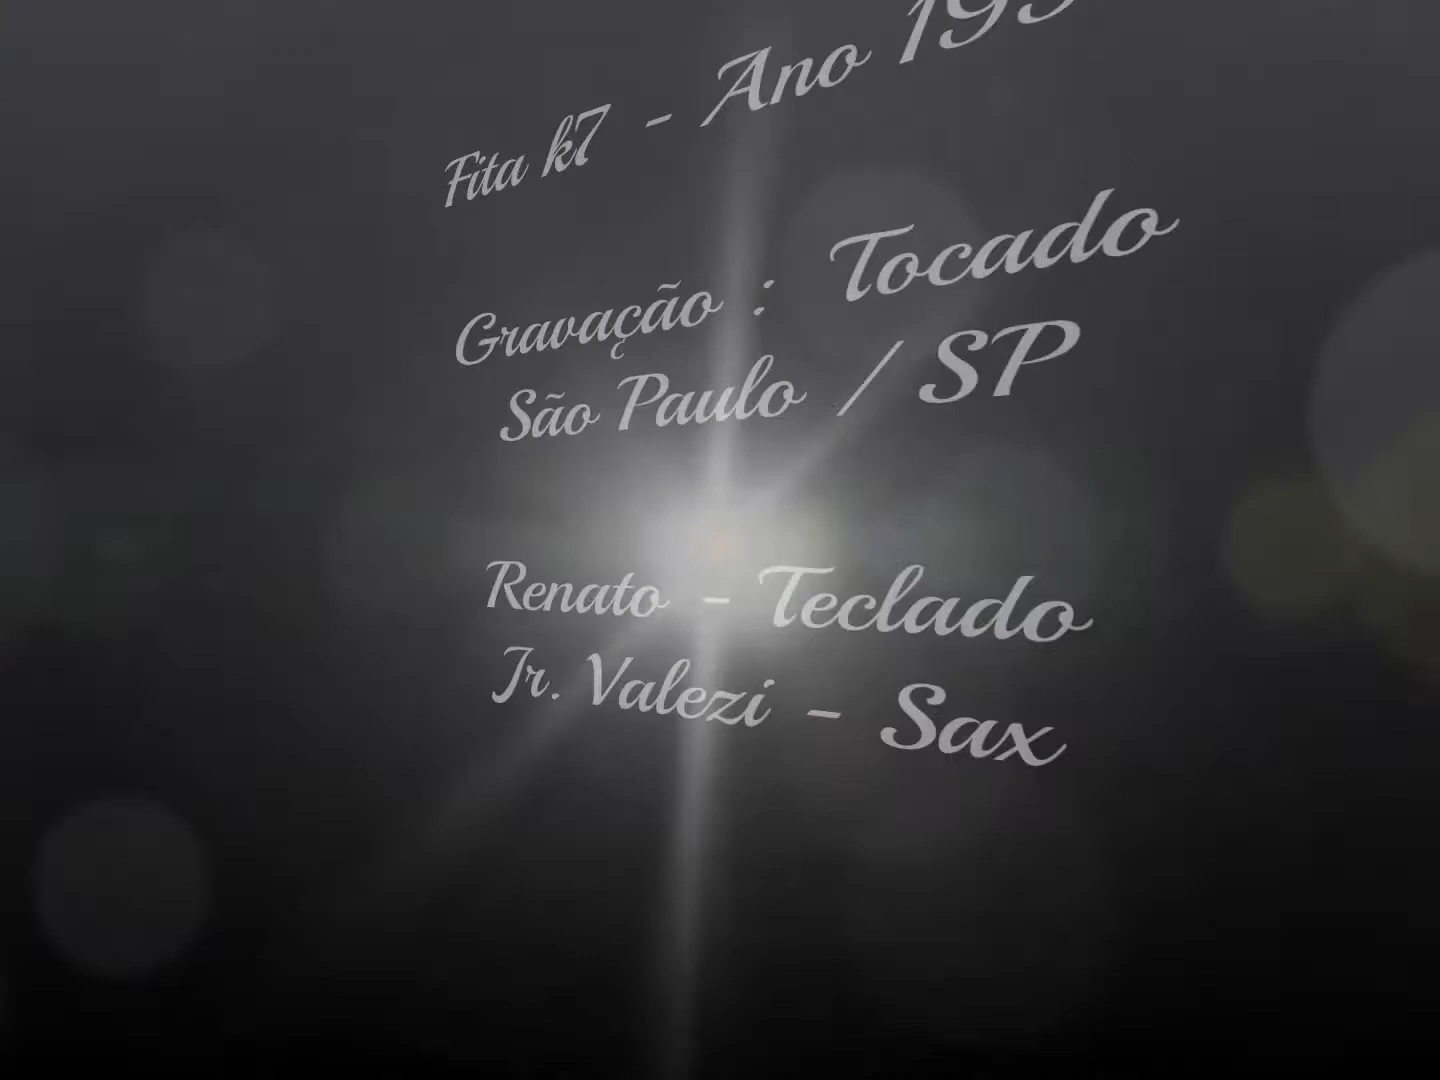 Fita k7 - Ano
Gravação : Tocado
São Paulo / SP
Renato - Teclado
Jr. Valezi - Sax